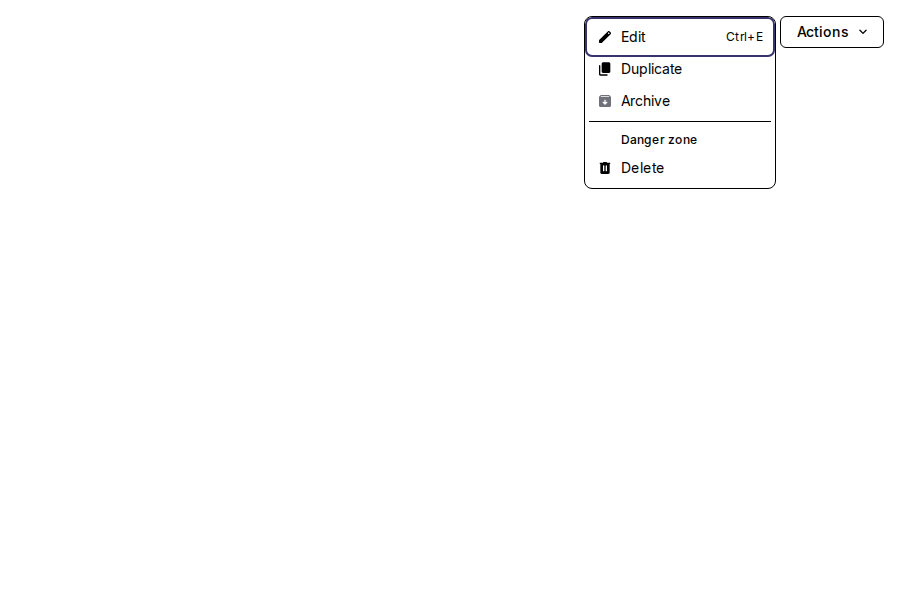 Edit Ctrl+E
Duplicate
Archive
Danger zone
Delete
Actions